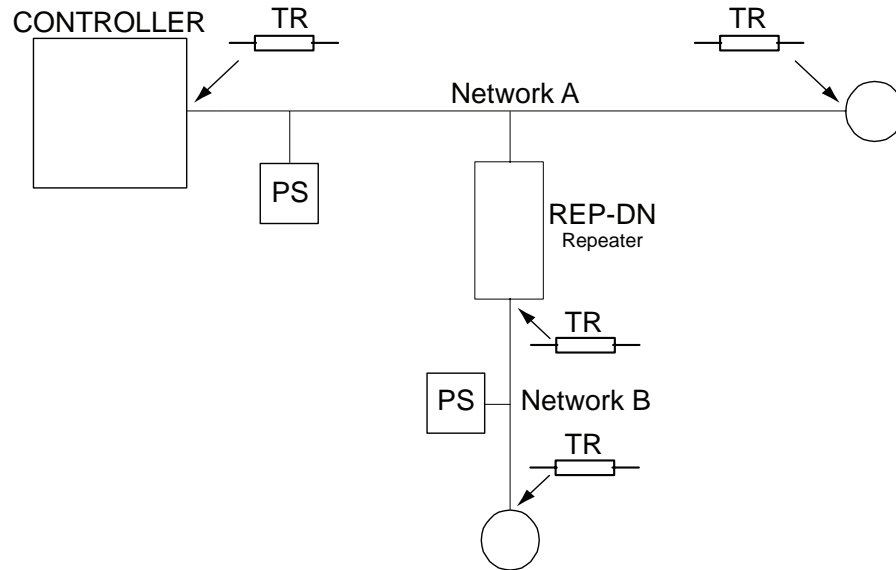 CONTROLLER
TR
TR
Network A
PS
REP-DN
Repeater
TR
PS
Network B
TR